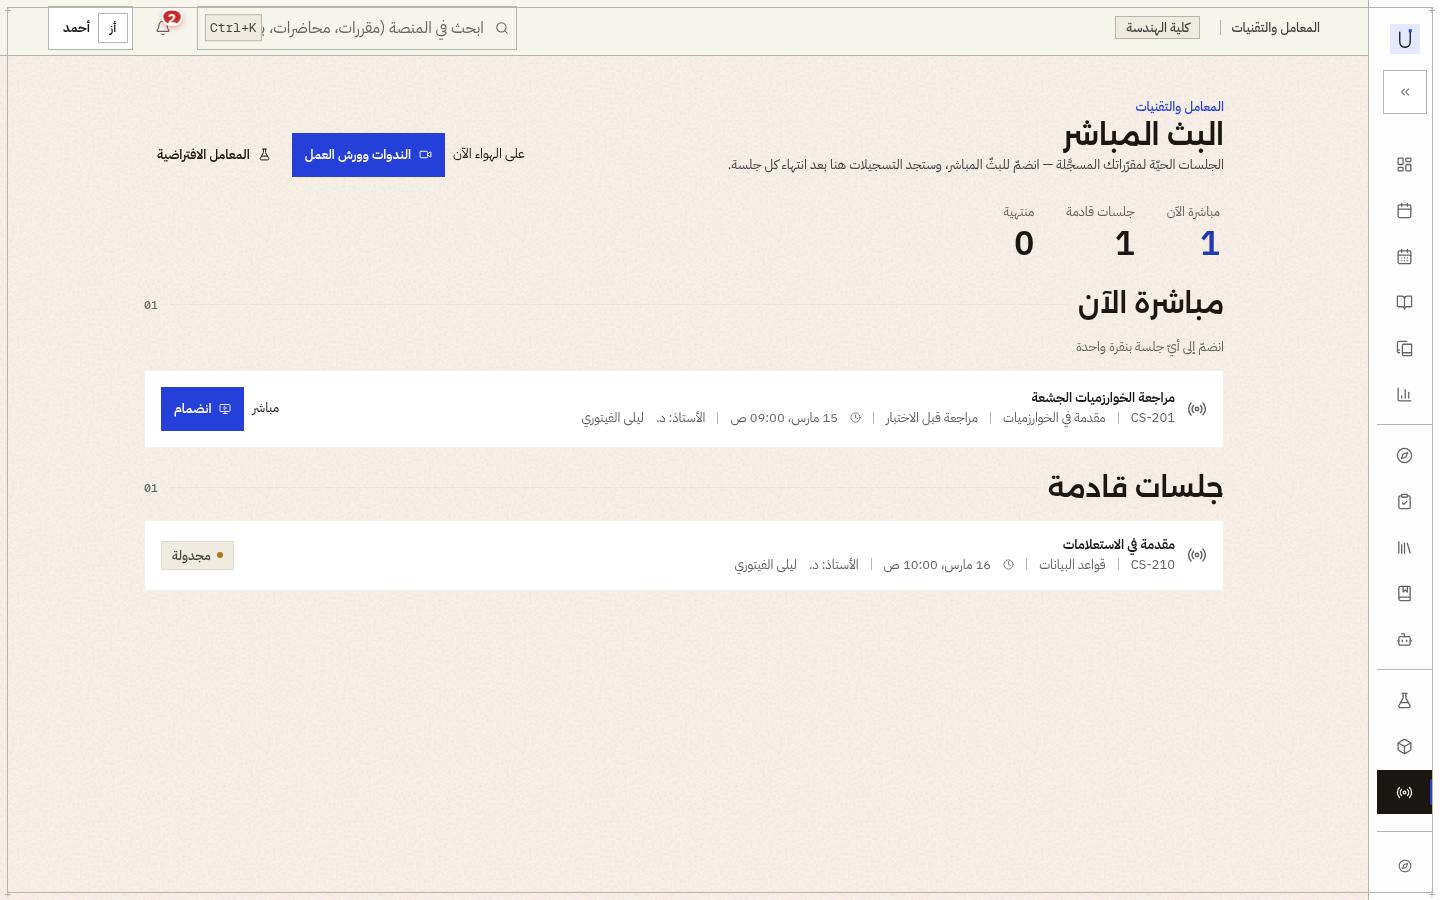 المعامل والتقنيات
كلية الهندسة
ابحث في المنصة (مقررات، محاضرات،
Ctrl+K
2
أز
أحمد
المعامل والتقنيات
البث المباشر
الجلسات الحيّة لمقرّراتك المسجَّلة — انضمّ للبثّ المباشر، وستجد التسجيلات هنا بعد انتهاء كل جلسة.
على الهواء الآن
الندوات وورش العمل
المعامل الافتراضية
مباشرة الآن
1
جلسات قادمة
1
منتهية
0
مباشرة الآن
01
انضمّ إلى أيّ جلسة بنقرة واحدة
مراجعة الخوارزميات الجشعة
CS-201 | مقدمة في الخوارزميات | مراجعة قبل الاختبار | 15 مارس، 09:00 ص | الأستاذ: د. ليلى الفيتوري
مباشر
انضمام
جلسات قادمة
01
مقدمة في الاستعلامات
CS-210 | قواعد البيانات | 16 مارس، 10:00 ص | الأستاذ: د. ليلى الفيتوري
مجدولة